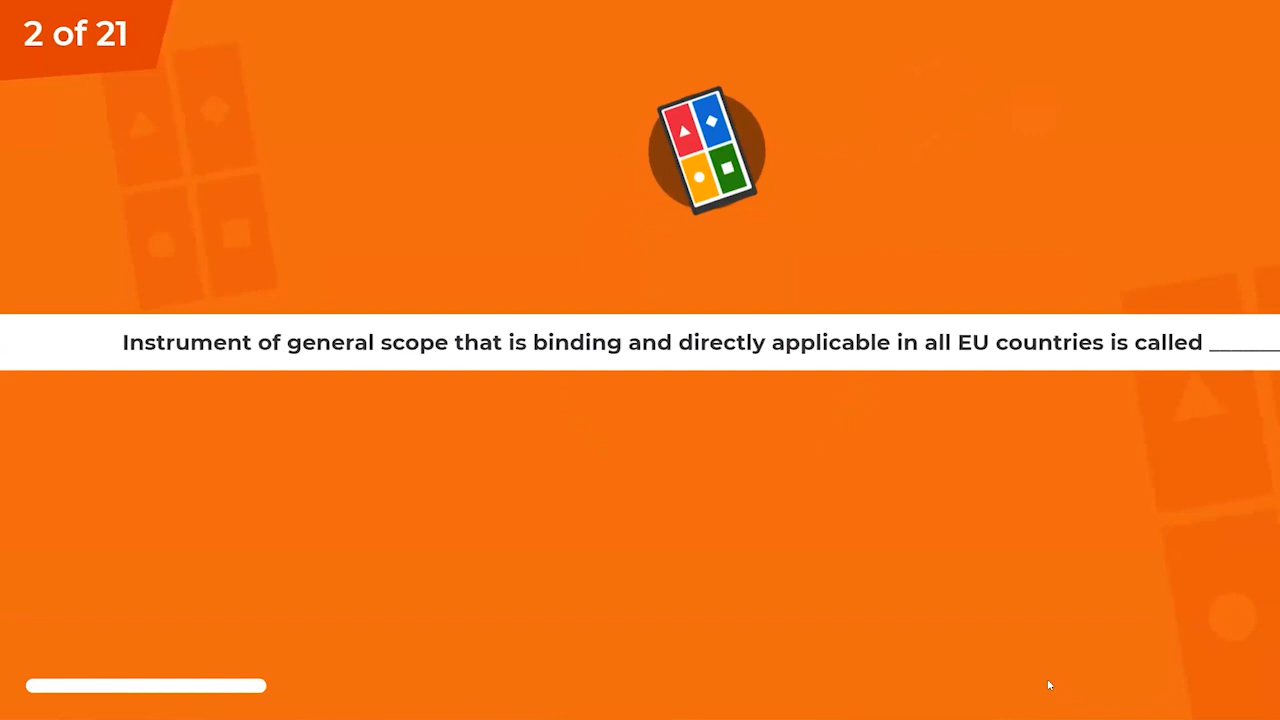 2 of 21
Instrument of general scope that is binding and directly applicable in all EU countries is called ______